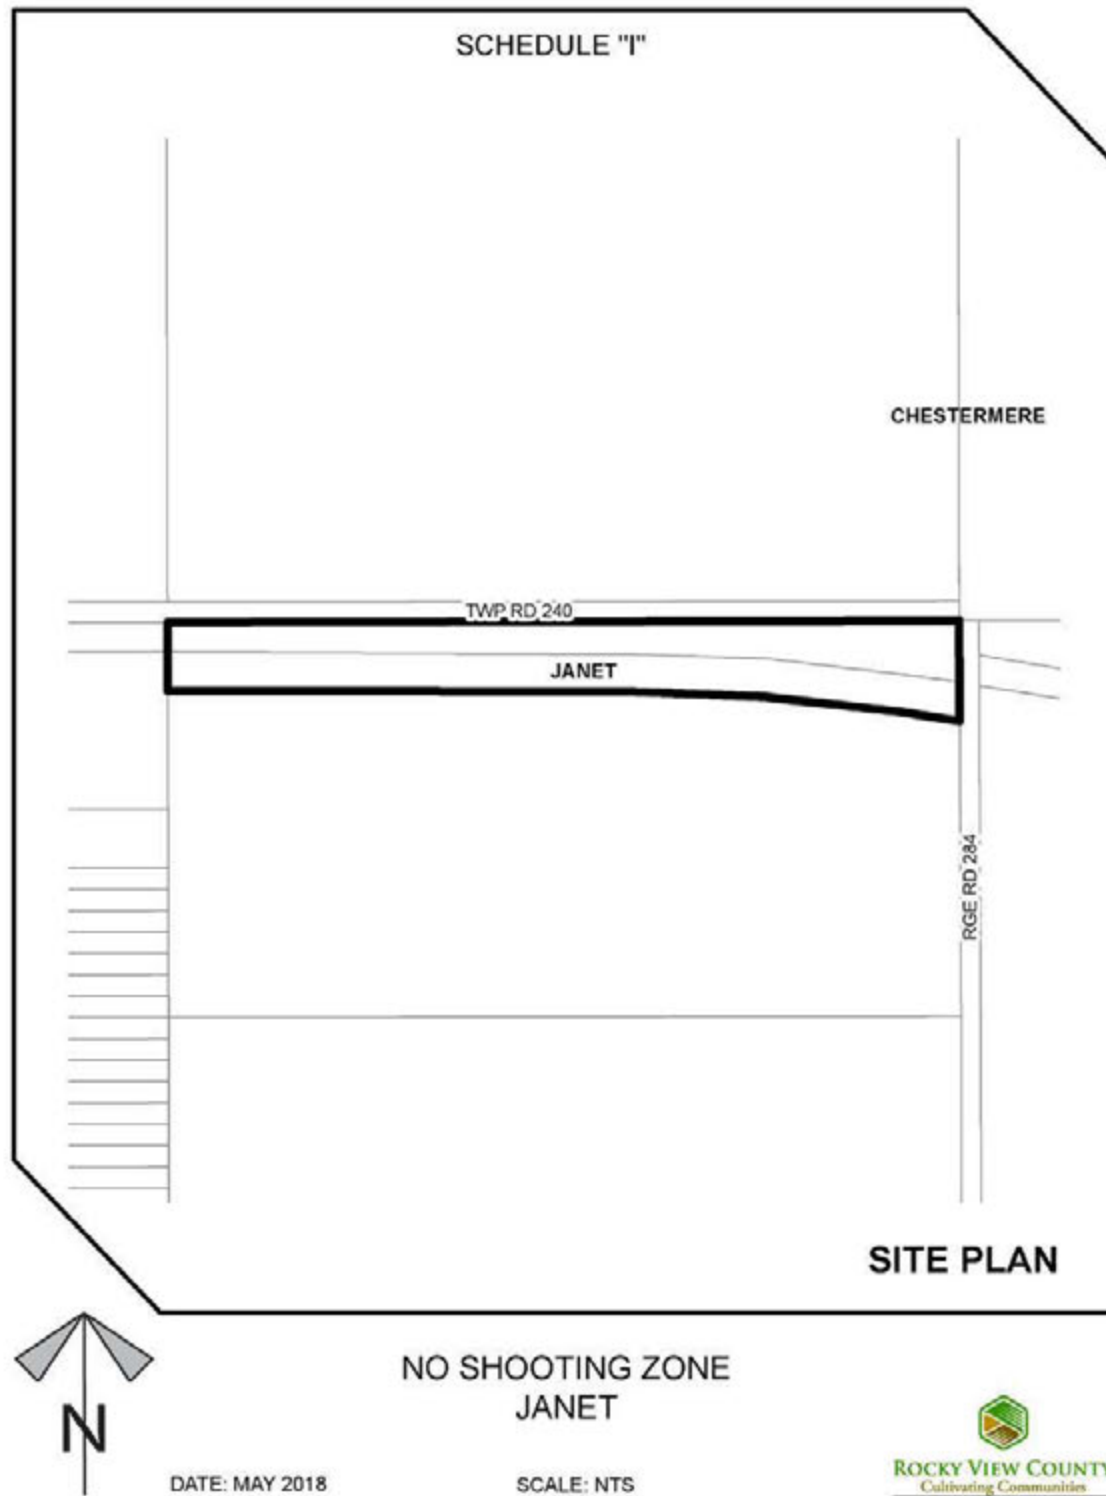 SCHEDULE "I"
CHESTERMERE
TWP RD 240
JANET
RGE RD 284
SITE PLAN
N
NO SHOOTING ZONE
JANET
DATE: MAY 2018
SCALE: NTS
ROCKY VIEW COUNTY
Cultivating Communities